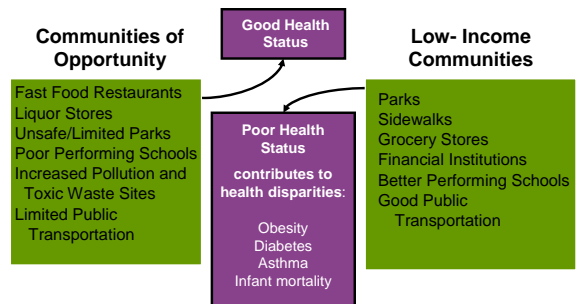 Communities of
Opportunity
Fast Food Restaurants
Liquor Stores
Unsafe/Limited Parks
Poor Performing Schools
Increased Pollution and
Toxic Waste Sites
Limited Public
Transportation
Good Health
Status
Poor Health
Status
contributes to
health disparities:
Obesity
Diabetes
Asthma
Infant mortality
Low- Income
Communities
Parks
Sidewalks
Grocery Stores
Financial Institutions
Better Performing Schools
Good Public
Transportation